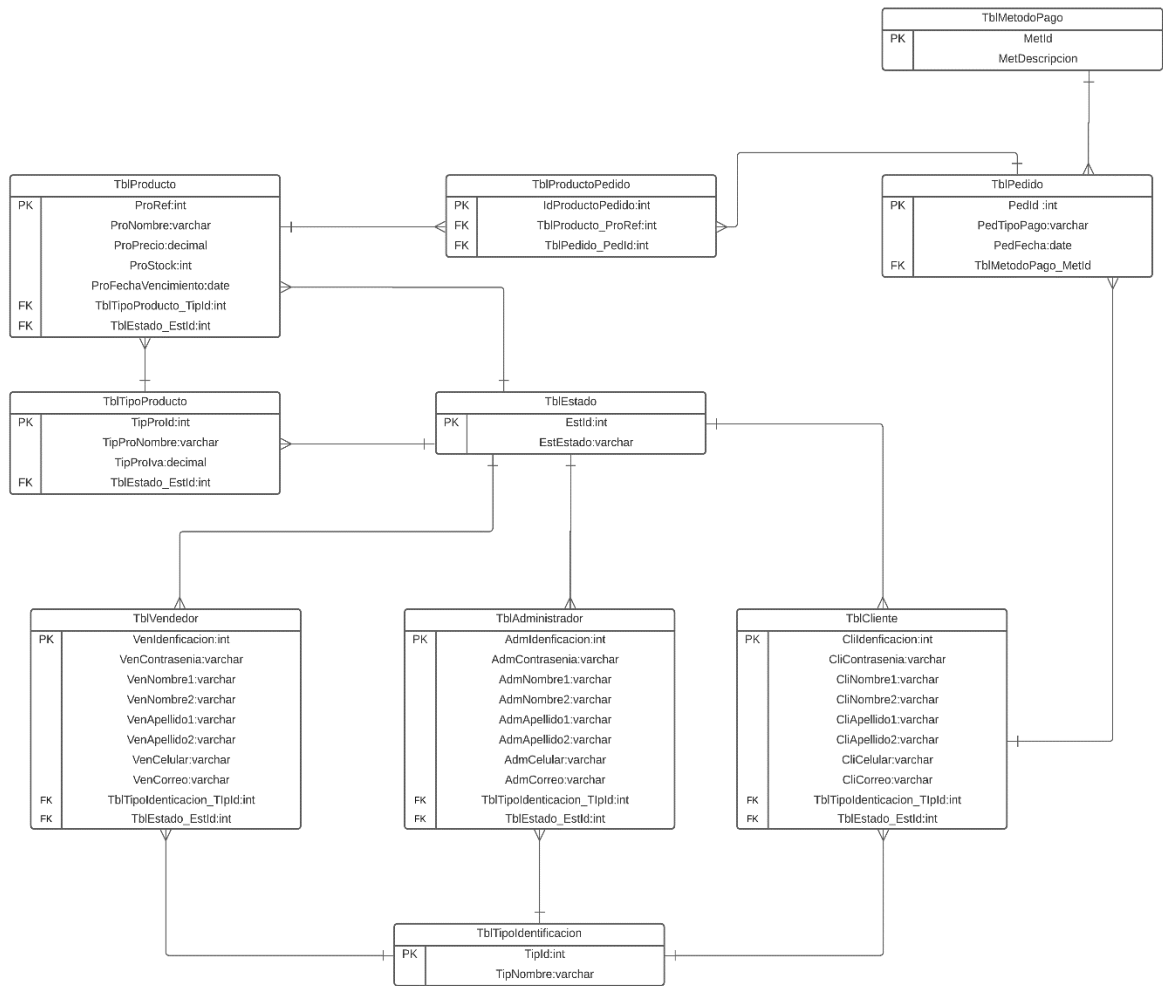 TblMetodoPago
PK MetId
MetDescripcion
TblProducto
PK ProRef:int
ProNombre:varchar
ProPrecio:decimal
ProStock:int
ProFechaVencimiento:date
FK TblTipoProducto_TipId:int
FK TblEstado_EstId:int
TblProductoPedido
PK IdProductoPedido:int
FK TblProducto_ProRef:int
FK TblPedido_PedId:int
TblPedido
PK PedId :int
PedTipoPago:varchar
PedFecha:date
FK TblMetodoPago_MetId
TblTipoProducto
PK TipProId:int
TipProNombre:varchar
TipProIva:decimal
FK TblEstado_EstId:int
TblEstado
PK EstId:int
EstEstado:varchar
TblVendedor
PK VenIdenficacion:int
VenContrasenia:varchar
VenNombre1:varchar
VenNombre2:varchar
VenApellido1:varchar
VenApellido2:varchar
VenCelular:varchar
VenCorreo:varchar
FK TblTipoIdenticacion_TIpId:int
FK TblEstado_EstId:int
TblAdministrador
PK AdmIdenficacion:int
AdmContrasenia:varchar
AdmNombre1:varchar
AdmNombre2:varchar
AdmApellido1:varchar
AdmApellido2:varchar
AdmCelular:varchar
AdmCorreo:varchar
FK TblTipoIdenticacion_TIpId:int
FK TblEstado_EstId:int
TblCliente
PK CliIdenficacion:int
CliContrasenia:varchar
CliNombre1:varchar
CliNombre2:varchar
CliApellido1:varchar
CliApellido2:varchar
CliCelular:varchar
CliCorreo:varchar
FK TblTipoIdenticacion_TIpId:int
FK TblEstado_EstId:int
TblTipoIdentificacion
PK TipId:int
TipNombre:varchar